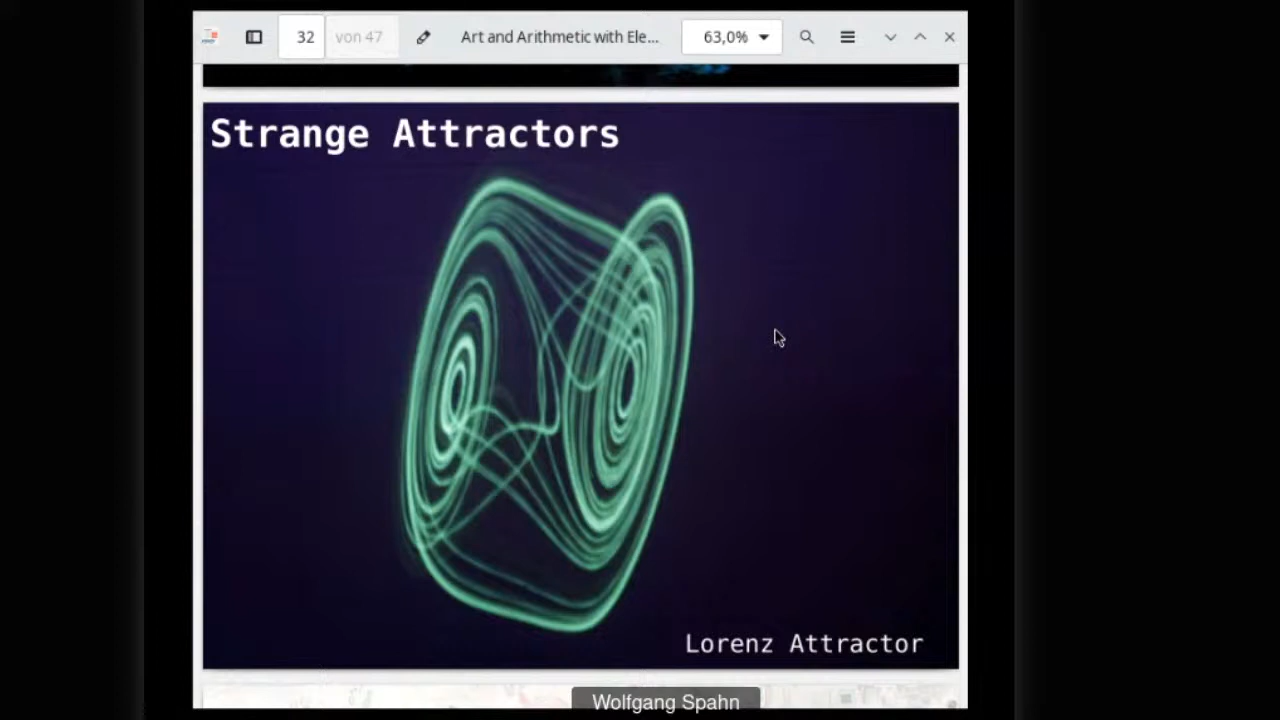 32
von 47
Art and Arithmetic with Ele...
63,0%
Strange Attractors
Lorenz Attractor
Wolfgang Spahn